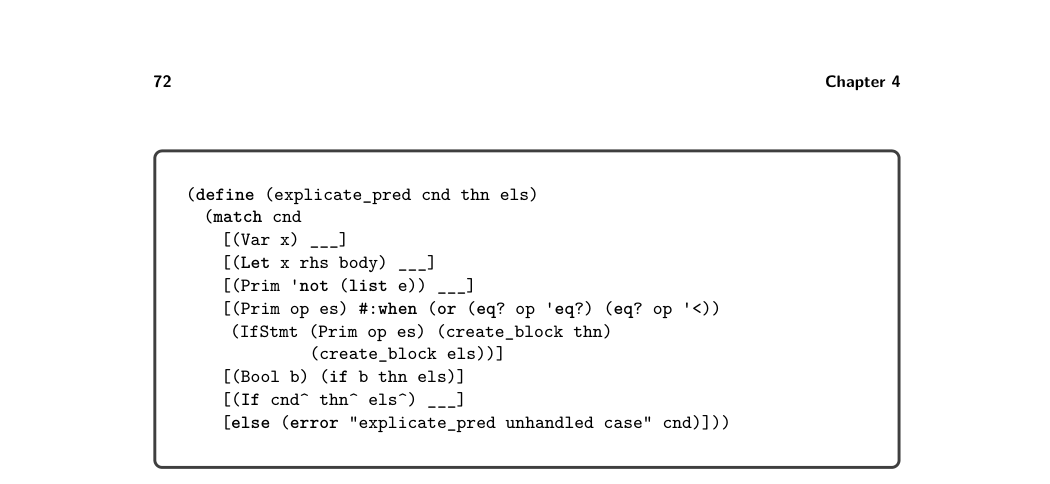 72
Chapter 4
(define (explicate_pred cnd thn els)
(match cnd
[(Var x) ___]
[(Let x rhs body) ___]
[(Prim 'not (list e)) ___]
[(Prim op es) #:when (or (eq? op 'eq?) (eq? op '<))
(IfStmt (Prim op es) (create_block thn)
(create_block els))]
[(Bool b) (if b thn els)]
[(If cnd^ thn^ els^) ___]
[else (error "explicate_pred unhandled case" cnd)]))